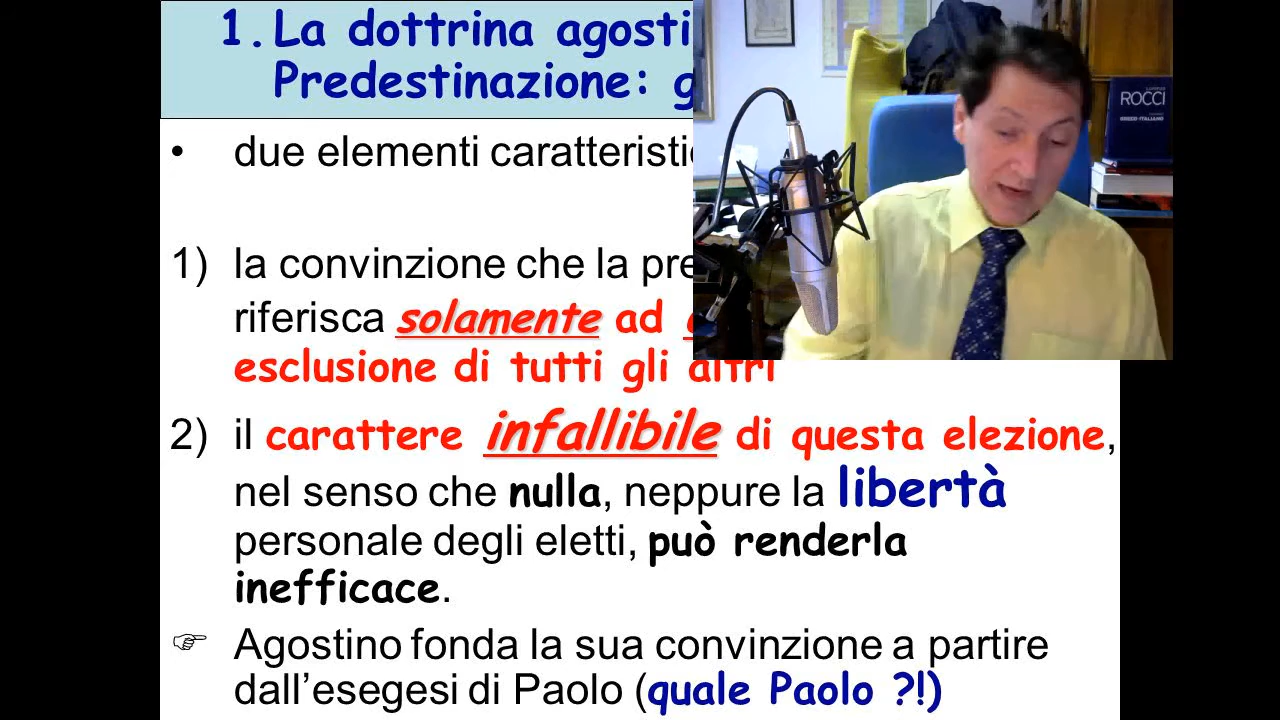 1. La dottrina agosti
Predestinazione: g
• due elementi caratteristic
1) la convinzione che la pre
riferisca solamente ad
esclusione di tutti gli altri
2) il carattere infallibile di questa elezione,
nel senso che nulla, neppure la libertà
personale degli eletti, può renderla
inefficace.
☞ Agostino fonda la sua convinzione a partire
dall’esegesi di Paolo (quale Paolo ?!)
ROCCI